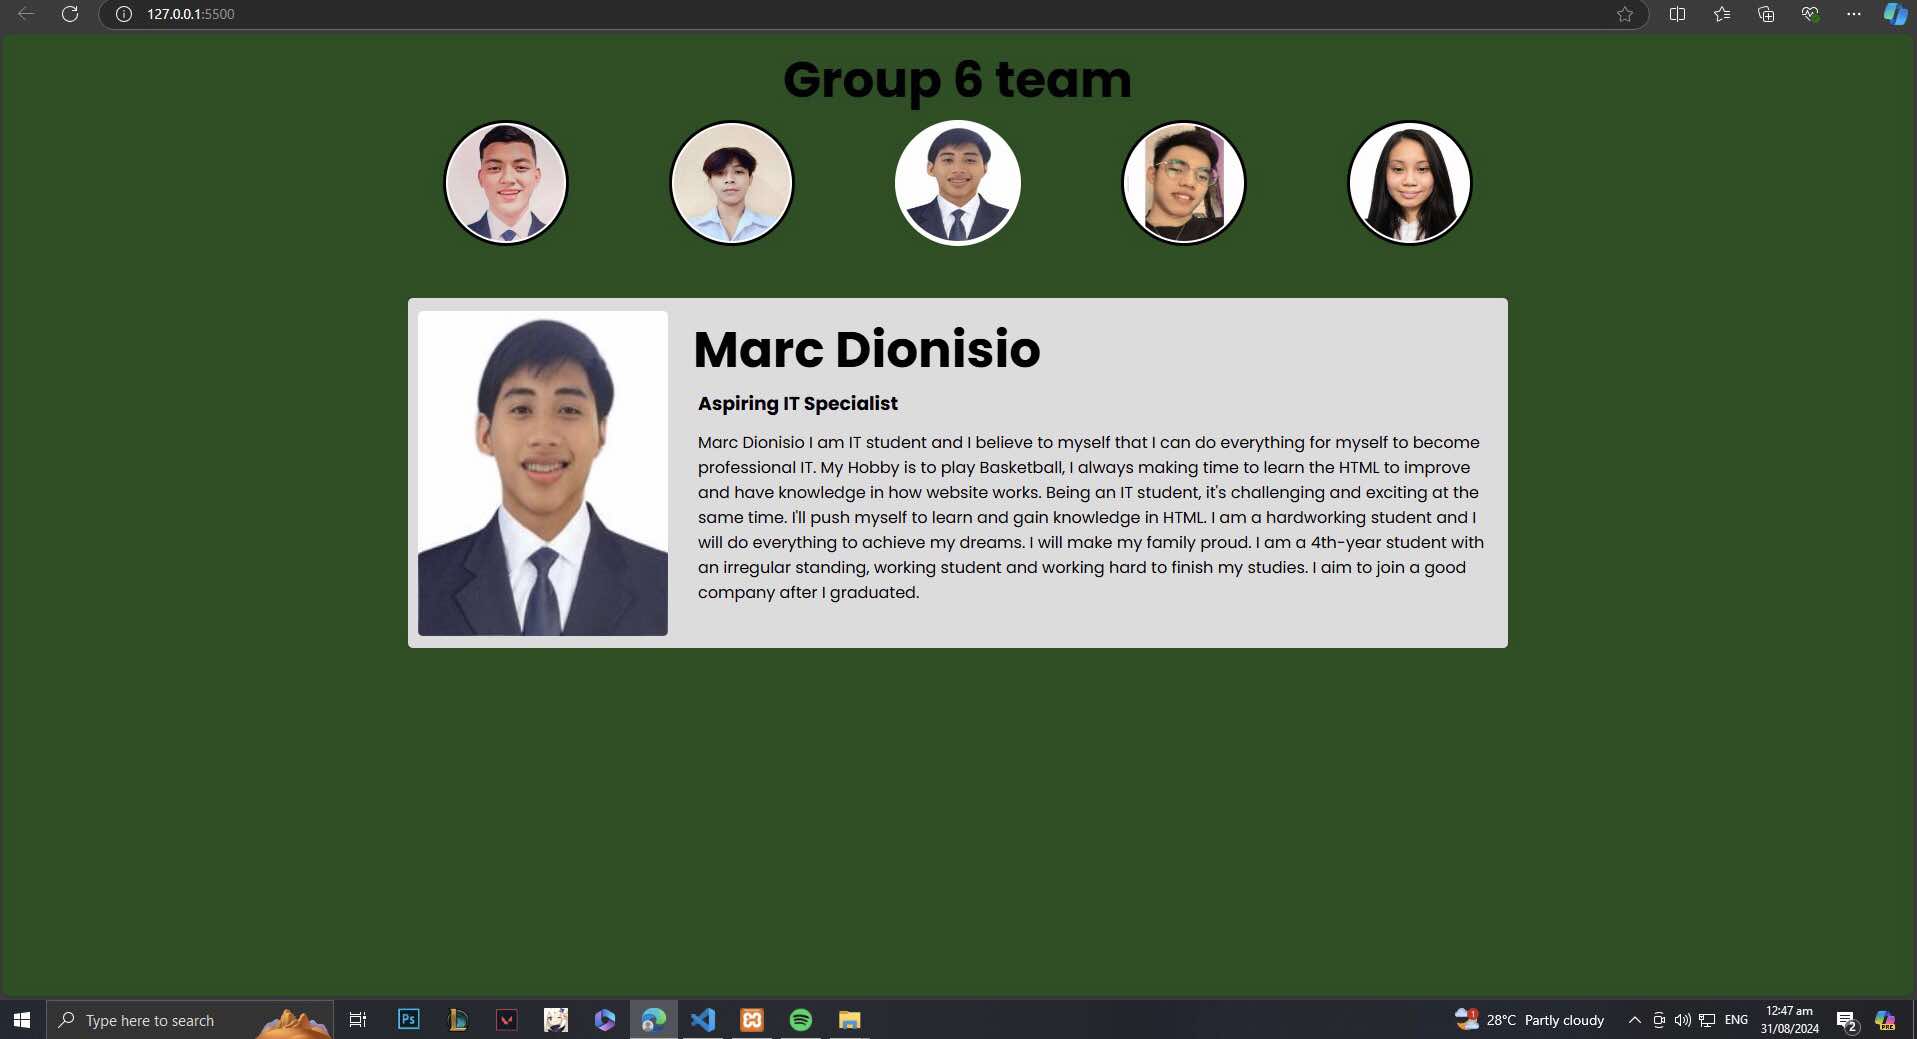 127.0.0.1:5500
Group 6 team
Marc Dionisio
Aspiring IT Specialist
Marc Dionisio I am IT student and I believe to myself that I can do everything for myself to become
professional IT. My Hobby is to play Basketball, I always making time to learn the HTML to improve
and have knowledge in how website works. Being an IT student, it's challenging and exciting at the
same time. I'll push myself to learn and gain knowledge in HTML. I am a hardworking student and I
will do everything to achieve my dreams. I will make my family proud. I am a 4th-year student with
an irregular standing, working student and working hard to finish my studies. I aim to join a good
company after I graduated.
Type here to search
Ps
1
28°C Partly cloudy
ENG
12:47 am
31/08/2024
2
PRE